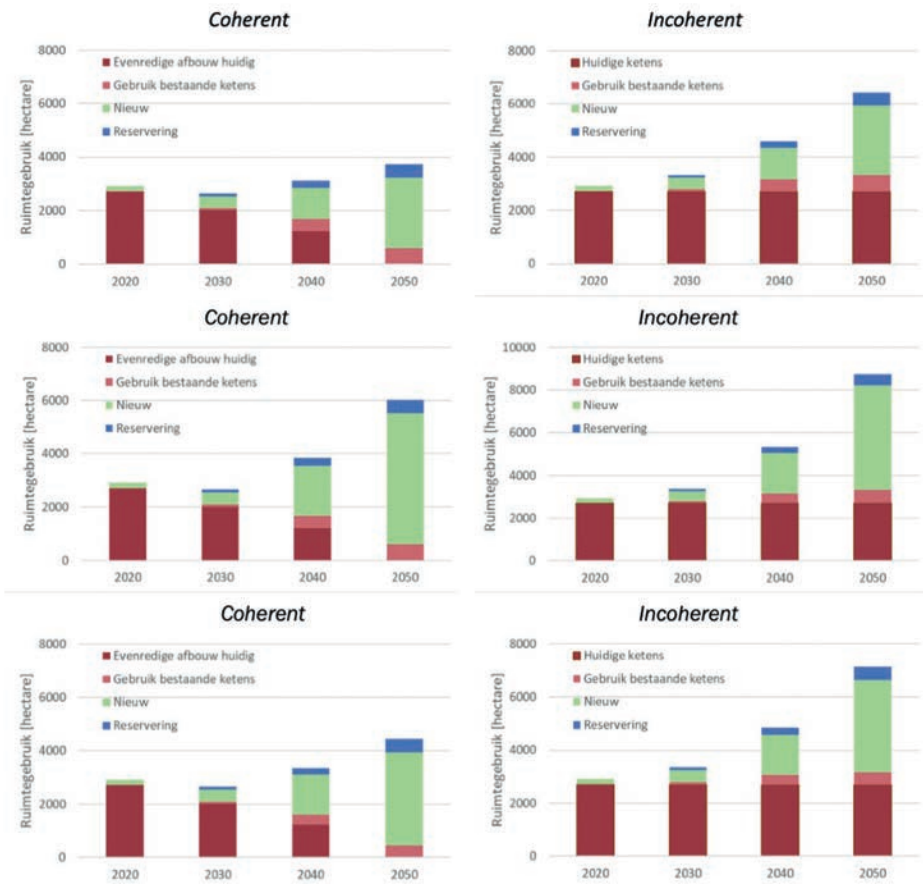 Coherent
Ruimtegebruik [hectare]
8000
6000
4000
2000
0
Evenredige afbouw huidig
Gebruik bestaande ketens
Nieuw
Reservering
2020 2030 2040 2050
Incoherent
Ruimtegebruik [hectare]
8000
6000
4000
2000
0
Huidige ketens
Gebruik bestaande ketens
Nieuw
Reservering
2020 2030 2040 2050
Coherent
Ruimtegebruik [hectare]
8000
6000
4000
2000
0
Evenredige afbouw huidig
Gebruik bestaande ketens
Nieuw
Reservering
2020 2030 2040 2050
Incoherent
Ruimtegebruik [hectare]
10000
8000
6000
4000
2000
0
Huidige ketens
Gebruik bestaande ketens
Nieuw
Reservering
2020 2030 2040 2050
Coherent
Ruimtegebruik [hectare]
8000
6000
4000
2000
0
Evenredige afbouw huidig
Gebruik bestaande ketens
Nieuw
Reservering
2020 2030 2040 2050
Incoherent
Ruimtegebruik [hectare]
8000
6000
4000
2000
0
Huidige ketens
Gebruik bestaande ketens
Nieuw
Reservering
2020 2030 2040 2050